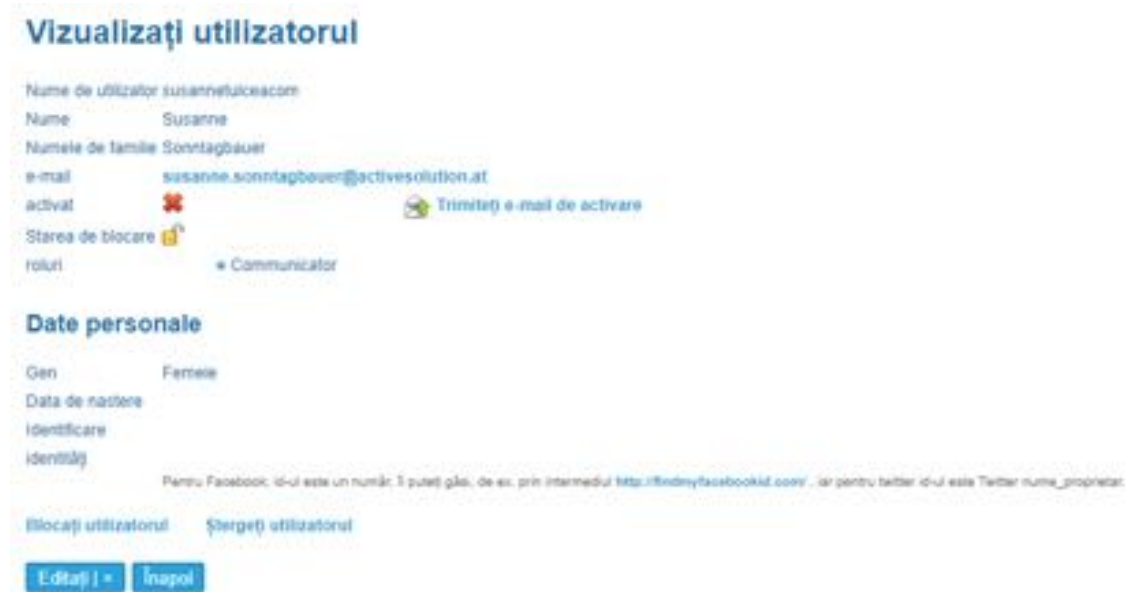 Vizualizați utilizatorul
Nume de utilizator susannetulceacom
Nume Susanne
Numele de familie Sonntagbauer
e-mail susanne.sonntagbauer@activesolution.at
activat Trimiteți e-mail de activare
Starea de blocare
roluri Communicator
Date personale
Gen Femeie
Data de nastere
Identificare
identități
Pentru Facebook, id-ul este un număr, îl puteți găsi, de ex. prin intermediul http://findmyfacebookid.com/ , iar pentru twitter id-ul este Twitter nume_proprietar.
Blocați utilizatorul Ștergeți utilizatorul
Editați | × Înapoi